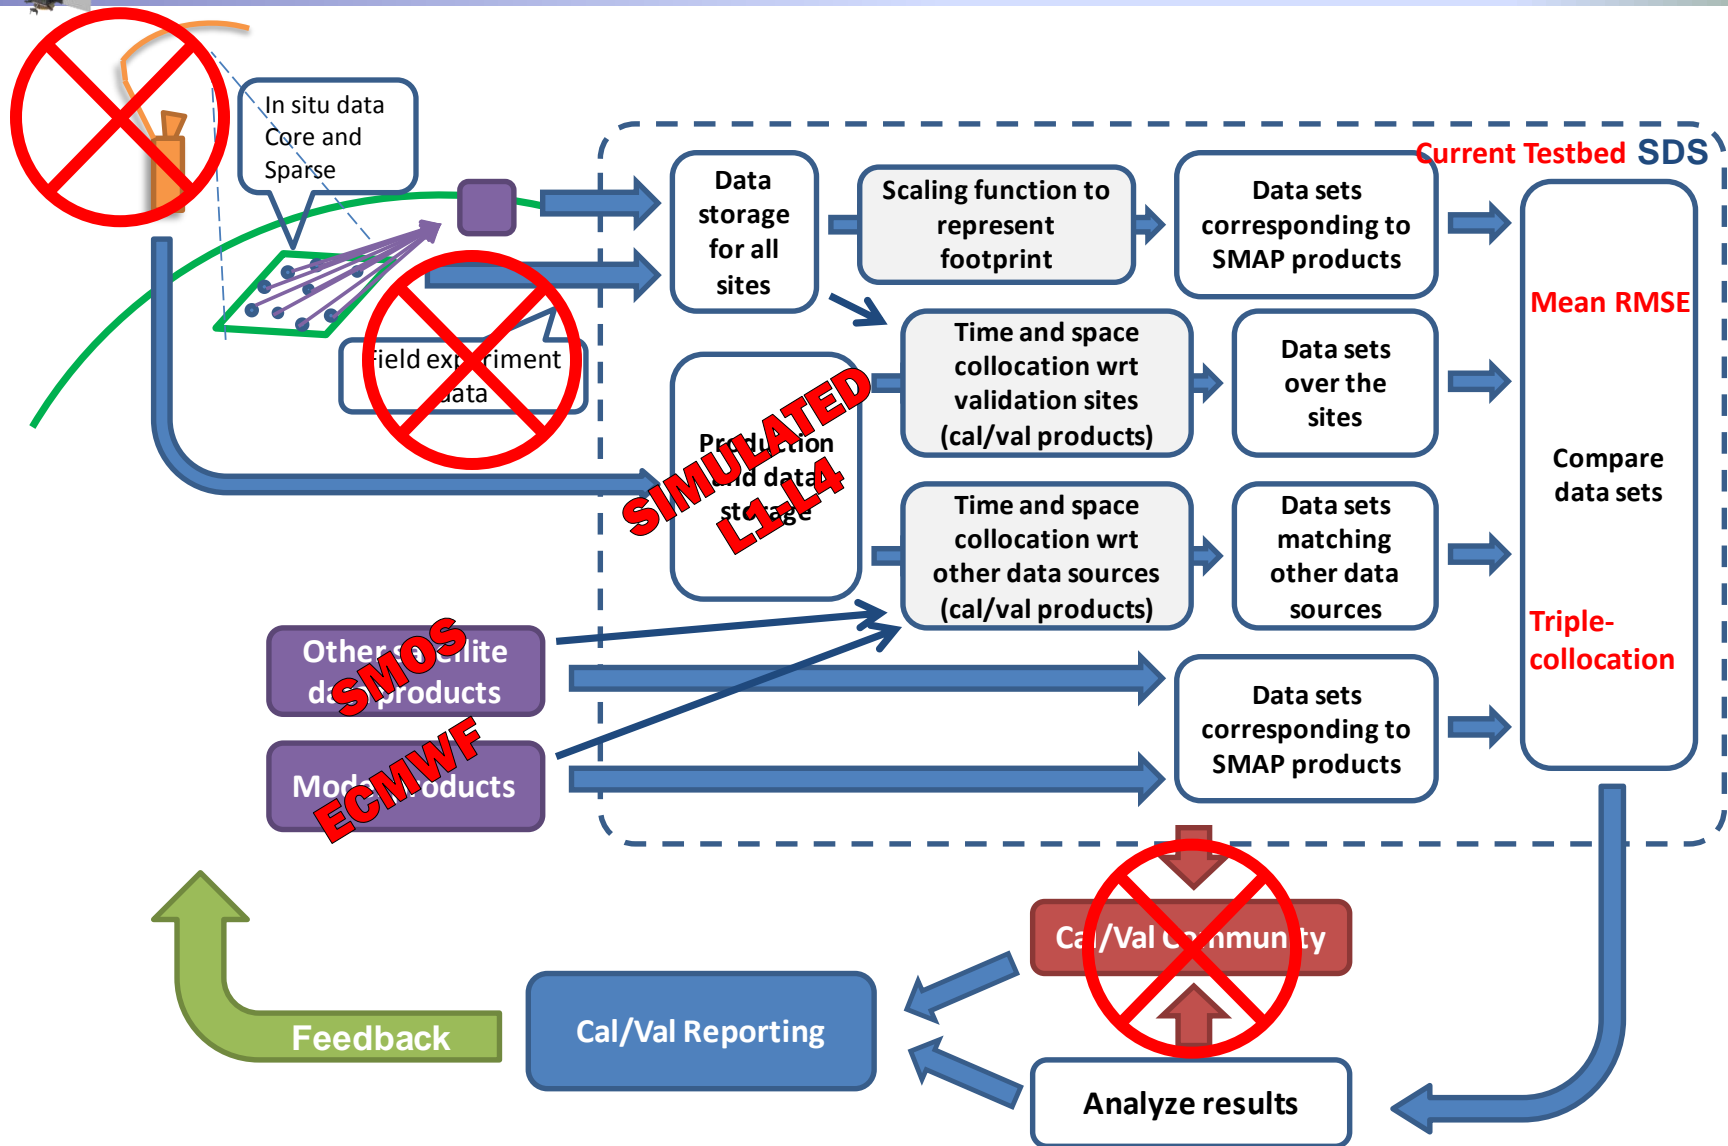 In situ data
Core and
Sparse
Current Testbed SDS
Data
storage
for all
sites
Scaling function to
represent
footprint
Data sets
corresponding to
SMAP products
Mean RMSE
Field experiment
data
Time and space
collocation wrt
validation sites
(cal/val products)
Data sets
over the
sites
Production
and data
storage
SIMULATED
L1-L4
Compare
data sets
Time and space
collocation wrt
other data sources
(cal/val products)
Data sets
matching
other data
sources
Triple-
collocation
Other satellite
data products
SMOS
Data sets
corresponding to
SMAP products
Model products
ECMWF
Cal/Val Community
Cal/Val Reporting
Feedback
Analyze results